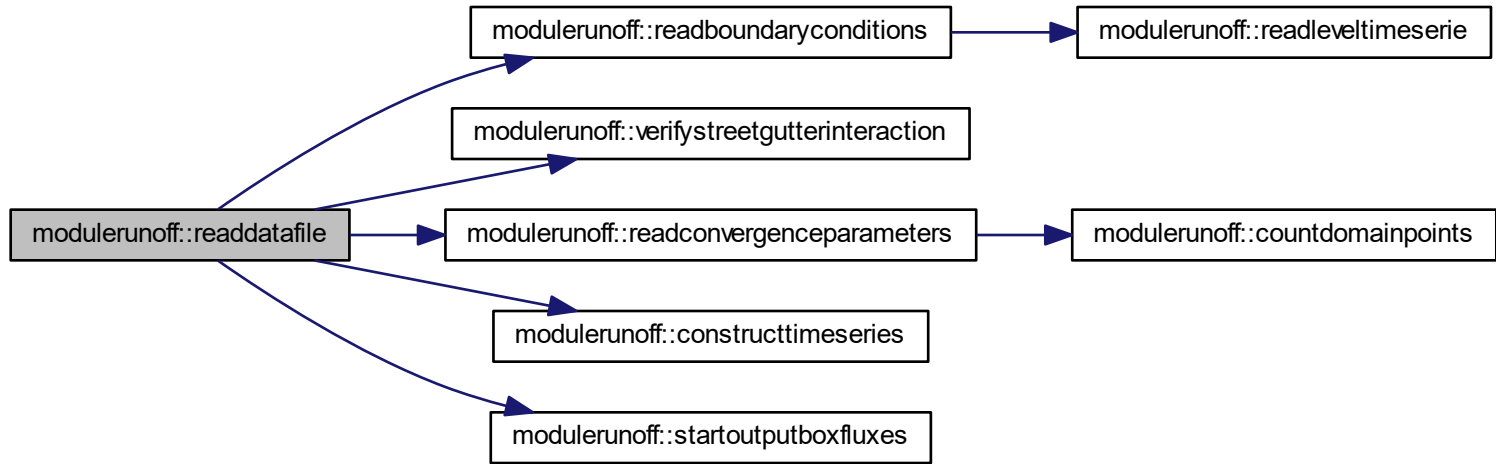 modulerunoff::readboundaryconditions
modulerunoff::readleveltimeserie
modulerunoff::verifystreetgutterinteraction
modulerunoff::readdatafile
modulerunoff::readconvergenceparameters
modulerunoff::countdomainpoints
modulerunoff::constructtimeseries
modulerunoff::startoutputboxfluxes